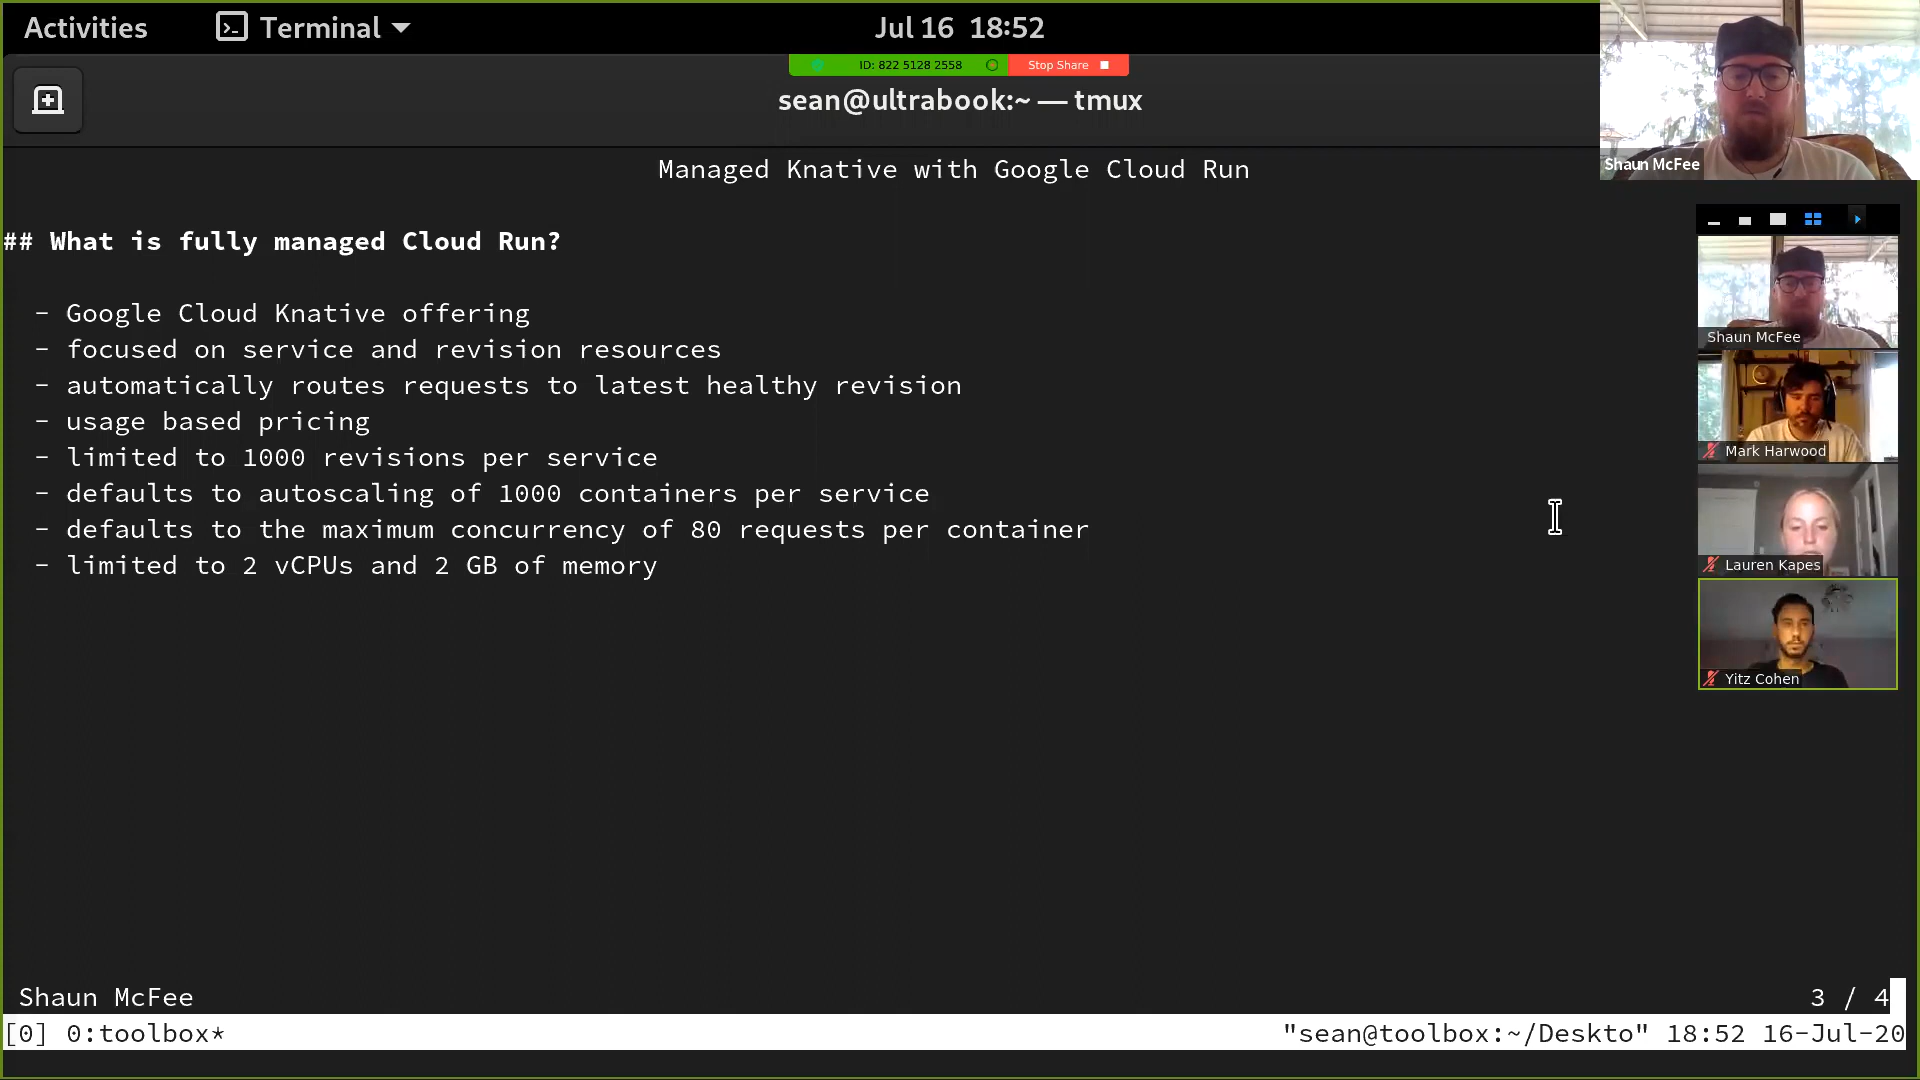 Activities Terminal Jul 16 18:52
ID: 822 5128 2558 Stop Share
sean@ultrabook:~ — tmux
Shaun McFee
Managed Knative with Google Cloud Run
## What is fully managed Cloud Run?
- Google Cloud Knative offering
- focused on service and revision resources
- automatically routes requests to latest healthy revision
- usage based pricing
- limited to 1000 revisions per service
- defaults to autoscaling of 1000 containers per service
- defaults to the maximum concurrency of 80 requests per container
- limited to 2 vCPUs and 2 GB of memory
Shaun McFee
Mark Harwood
Lauren Kapes
Yitz Cohen
Shaun McFee 3 / 4
[0] 0:toolbox* "sean@toolbox:~/Deskto" 18:52 16-Jul-20